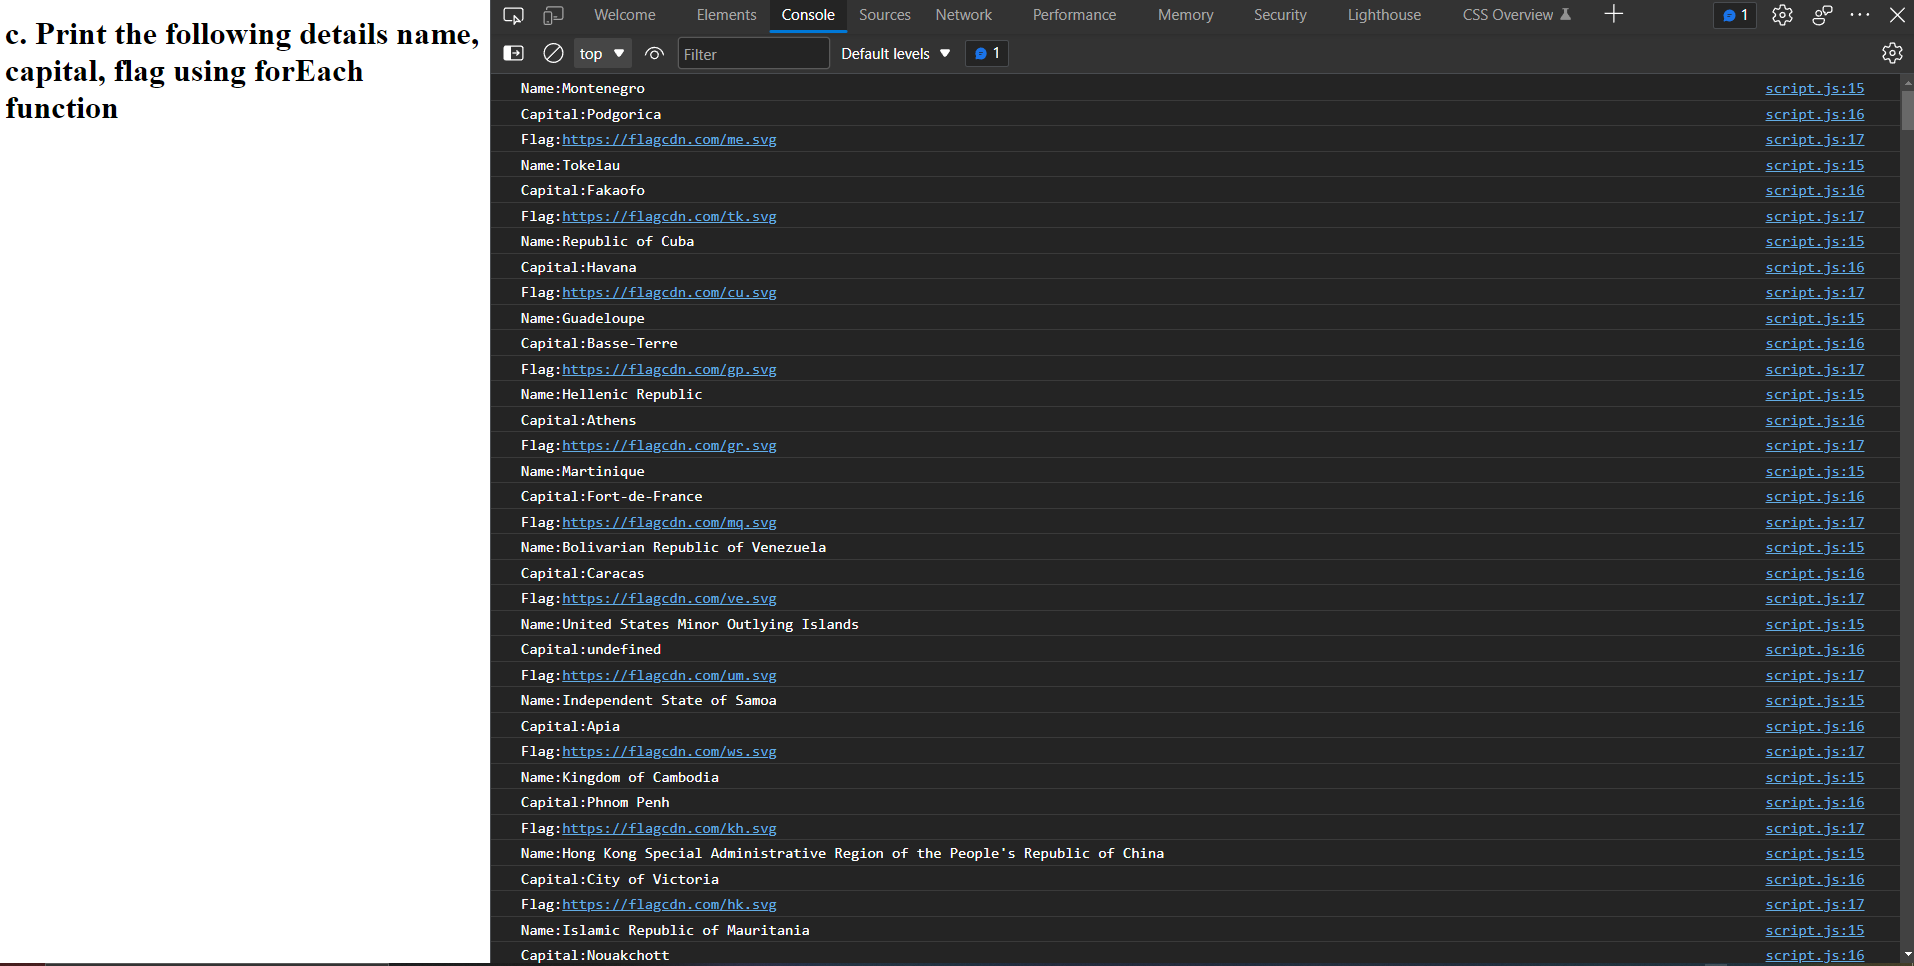 c. Print the following details name,
capital, flag using forEach
function
Welcome Elements Console Sources Network Performance Memory Security Lighthouse CSS Overview 1
top Filter Default levels 1
Name:Montenegro script.js:15
Capital:Podgorica script.js:16
Flag:https://flagcdn.com/me.svg script.js:17
Name:Tokelau script.js:15
Capital:Fakaofo script.js:16
Flag:https://flagcdn.com/tk.svg script.js:17
Name:Republic of Cuba script.js:15
Capital:Havana script.js:16
Flag:https://flagcdn.com/cu.svg script.js:17
Name:Guadeloupe script.js:15
Capital:Basse-Terre script.js:16
Flag:https://flagcdn.com/gp.svg script.js:17
Name:Hellenic Republic script.js:15
Capital:Athens script.js:16
Flag:https://flagcdn.com/gr.svg script.js:17
Name:Martinique script.js:15
Capital:Fort-de-France script.js:16
Flag:https://flagcdn.com/mq.svg script.js:17
Name:Bolivarian Republic of Venezuela script.js:15
Capital:Caracas script.js:16
Flag:https://flagcdn.com/ve.svg script.js:17
Name:United States Minor Outlying Islands script.js:15
Capital:undefined script.js:16
Flag:https://flagcdn.com/um.svg script.js:17
Name:Independent State of Samoa script.js:15
Capital:Apia script.js:16
Flag:https://flagcdn.com/ws.svg script.js:17
Name:Kingdom of Cambodia script.js:15
Capital:Phnom Penh script.js:16
Flag:https://flagcdn.com/kh.svg script.js:17
Name:Hong Kong Special Administrative Region of the People's Republic of China script.js:15
Capital:City of Victoria script.js:16
Flag:https://flagcdn.com/hk.svg script.js:17
Name:Islamic Republic of Mauritania script.js:15
Capital:Nouakchott script.js:16